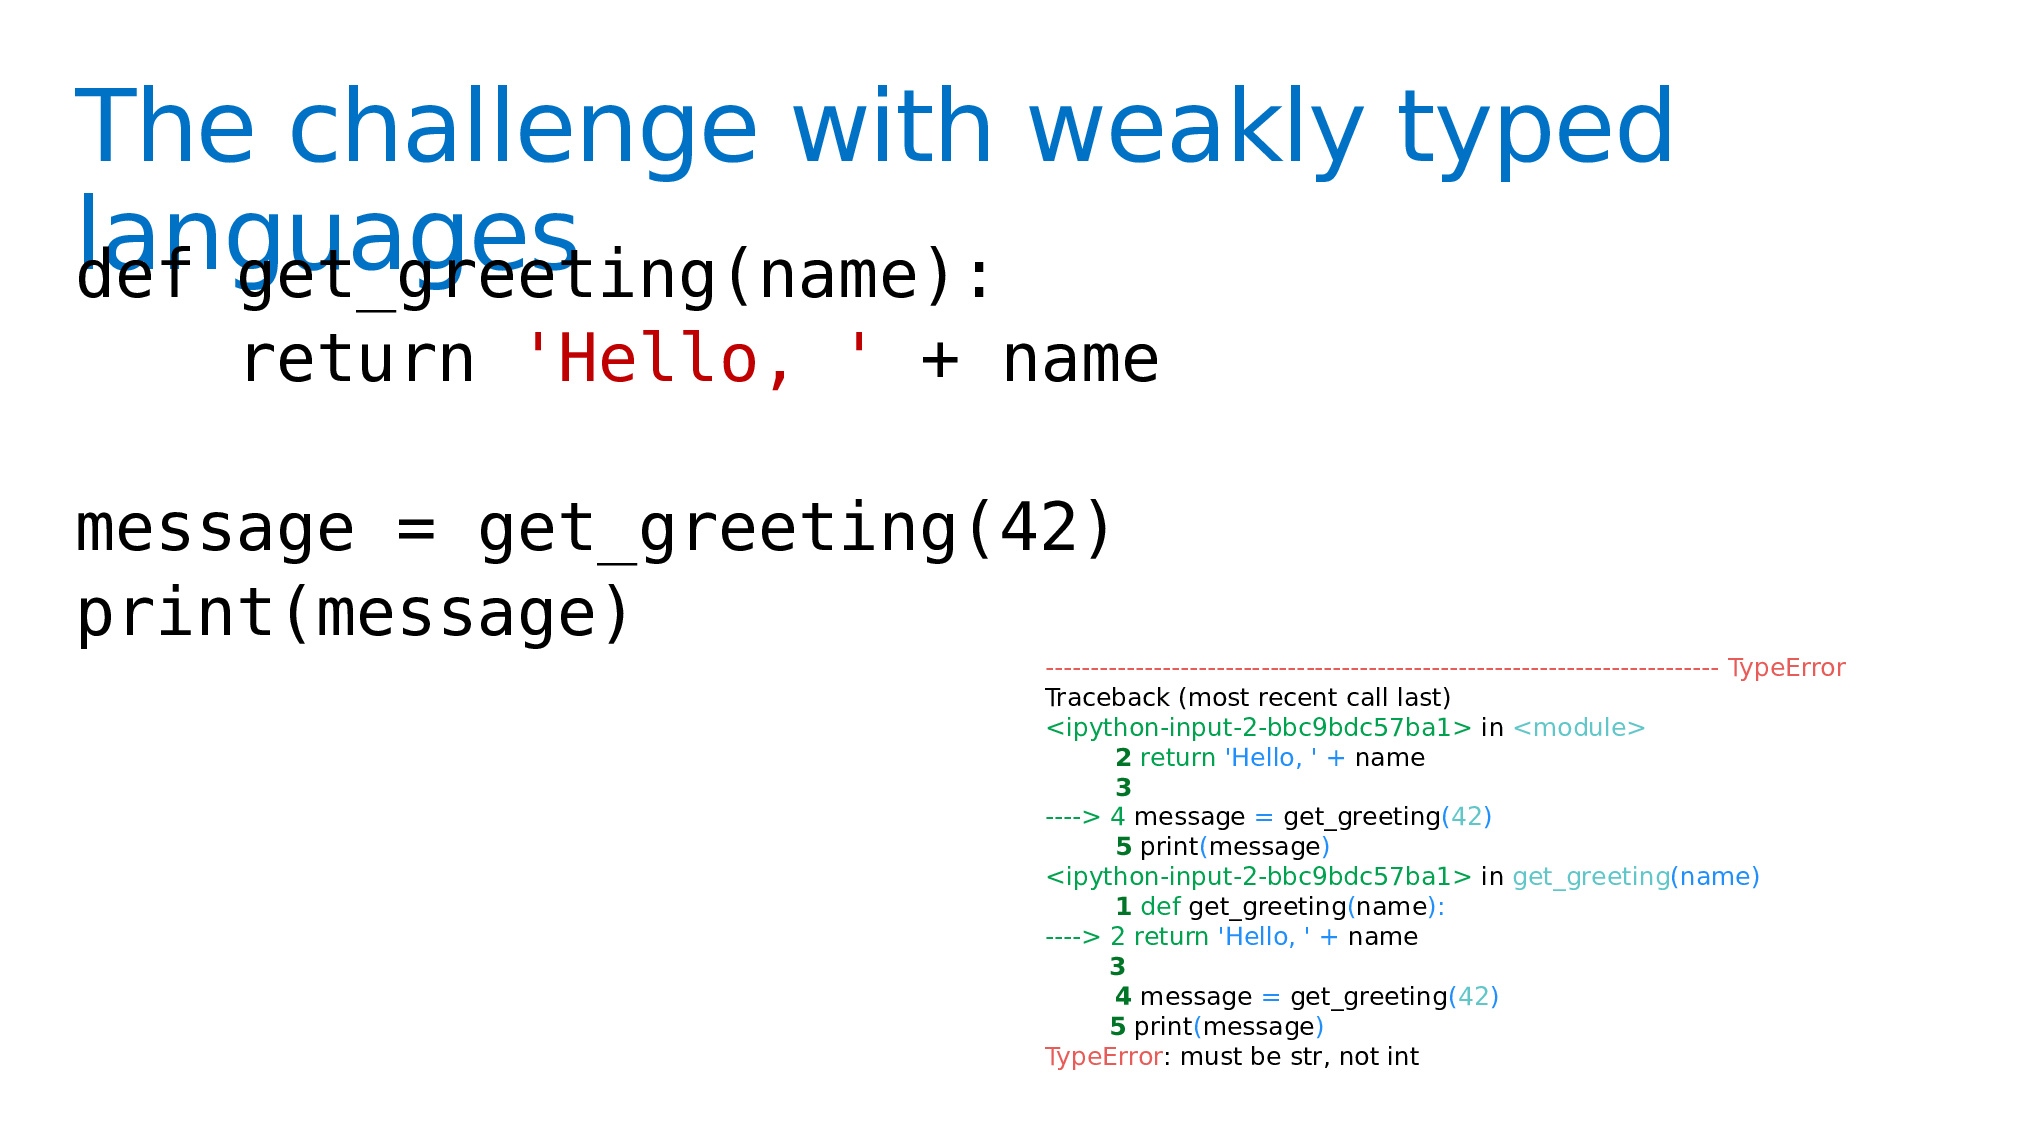 The challenge with weakly typed
languages
def get_greeting(name):
    return 'Hello, ' + name

message = get_greeting(42)
print(message)
--------------------------------------------------------------------------- TypeError
Traceback (most recent call last)
<ipython-input-2-bbc9bdc57ba1> in <module>
2 return 'Hello, ' + name
3
----> 4 message = get_greeting(42)
5 print(message)
<ipython-input-2-bbc9bdc57ba1> in get_greeting(name)
1 def get_greeting(name):
----> 2 return 'Hello, ' + name
3
4 message = get_greeting(42)
5 print(message)
TypeError: must be str, not int